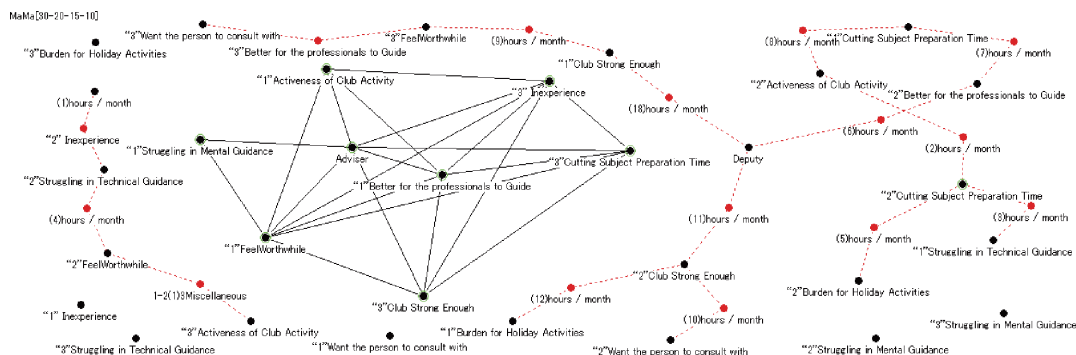 MaMa[30-20-15-10]
"3"Want the person to consult with
"3"FeelWorthwhile
(9)hours / month
(8)hours / month
"1"Cutting Subject Preparation Time
"3"Burden for Holiday Activities
"3"Better for the professionals to Guide
(7)hours / month
"1"Club Strong Enough
"1"Activeness of Club Activity
"2"Activeness of Club Activity
"3" Inexperience
"2"Better for the professionals to Guide
(1)hours / month
(18)hours / month
(6)hours / month
"2" Inexperience
"1"Struggling in Mental Guidance
Adviser
"3"Cutting Subject Preparation Time
Deputy
(2)hours / month
"2"Struggling in Technical Guidance
"1"Better for the professionals to Guide
"2"Cutting Subject Preparation Time
(4)hours / month
(11)hours / month
(3)hours / month
(5)hours / month
"1"FeelWorthwhile
"1"Struggling in Technical Guidance
"2"FeelWorthwhile
"2"Club Strong Enough
"2"Burden for Holiday Activities
1-2(1)8Miscellaneous
(12)hours / month
"1" Inexperience
"3"Club Strong Enough
(10)hours / month
"3"Struggling in Mental Guidance
"3"Activeness of Club Activity
"1"Burden for Holiday Activities
"3"Struggling in Technical Guidance
"1"Want the person to consult with
"2"Want the person to consult with
"2"Struggling in Mental Guidance